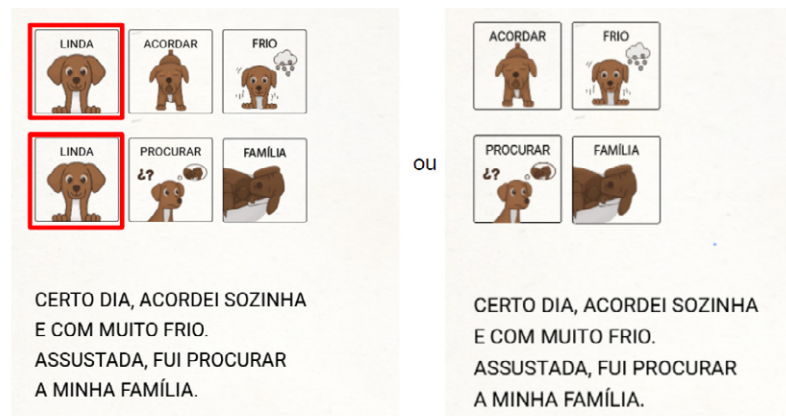 LINDA ACORDAR FRIO
LINDA PROCURAR ¿? FAMÍLIA
CERTO DIA, ACORDEI SOZINHA
E COM MUITO FRIO.
ASSUSTADA, FUI PROCURAR
A MINHA FAMÍLIA.
ou
ACORDAR FRIO
PROCURAR ¿? FAMÍLIA
CERTO DIA, ACORDEI SOZINHA
E COM MUITO FRIO.
ASSUSTADA, FUI PROCURAR
A MINHA FAMÍLIA.